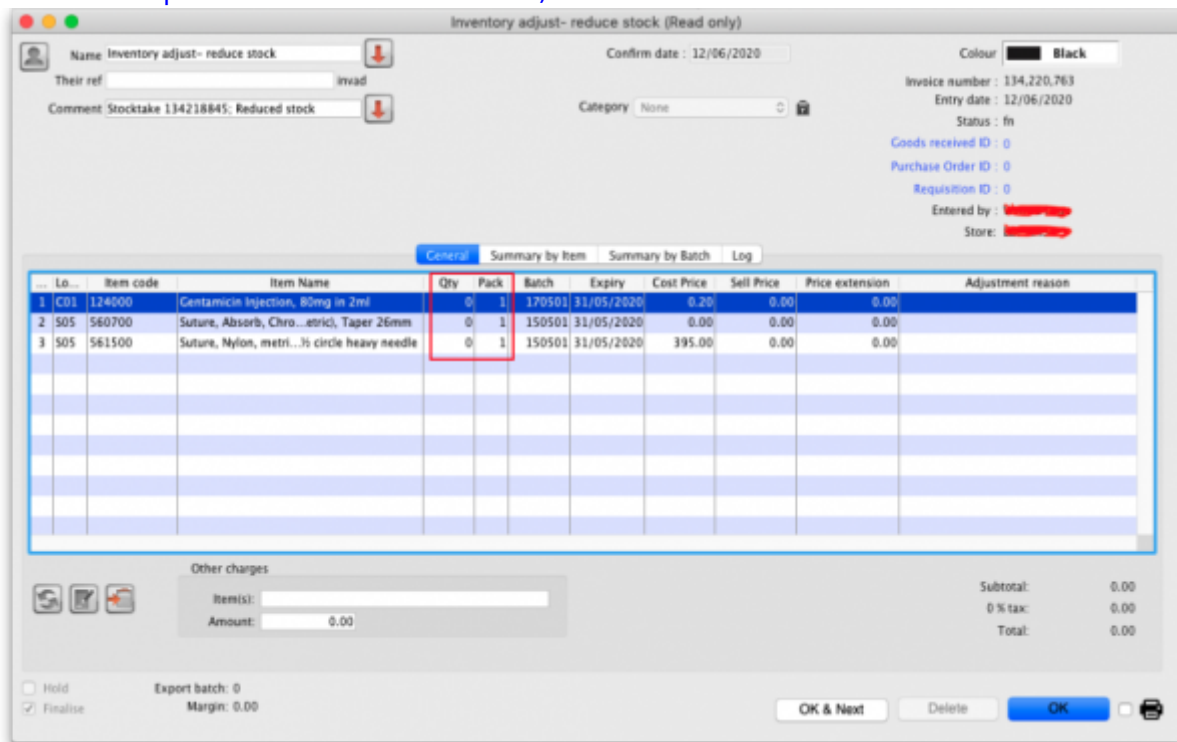 Inventory adjust- reduce stock (Read only)
Name Inventory adjust- reduce stock
Confirm date : 12/06/2020
Colour Black
Their ref invad
Invoice number : 134,220,763
Comment Stocktake 134218845; Reduced stock
Category None
Entry date : 12/06/2020
Status : fn
Goods received ID : 0
Purchase Order ID : 0
Requisition ID : 0
Entered by :
Store:
General Summary by Item Summary by Batch Log
... Lo... Item code Item Name Qty Pack Batch Expiry Cost Price Sell Price Price extension Adjustment reason
1 C01 124000 Gentamicin Injection, 80mg in 2ml 0 1 170501 31/05/2020 0.20 0.00 0.00
2 S05 560700 Suture, Absorb, Chro...etric), Taper 26mm 0 1 150501 31/05/2020 0.00 0.00 0.00
3 S05 561500 Suture, Nylon, metri...½ circle heavy needle 0 1 150501 31/05/2020 395.00 0.00 0.00
Other charges
Item(s):
Amount: 0.00
Subtotal: 0.00
0 % tax: 0.00
Total: 0.00
Hold Export batch: 0
Finalise Margin: 0.00
OK & Next Delete OK